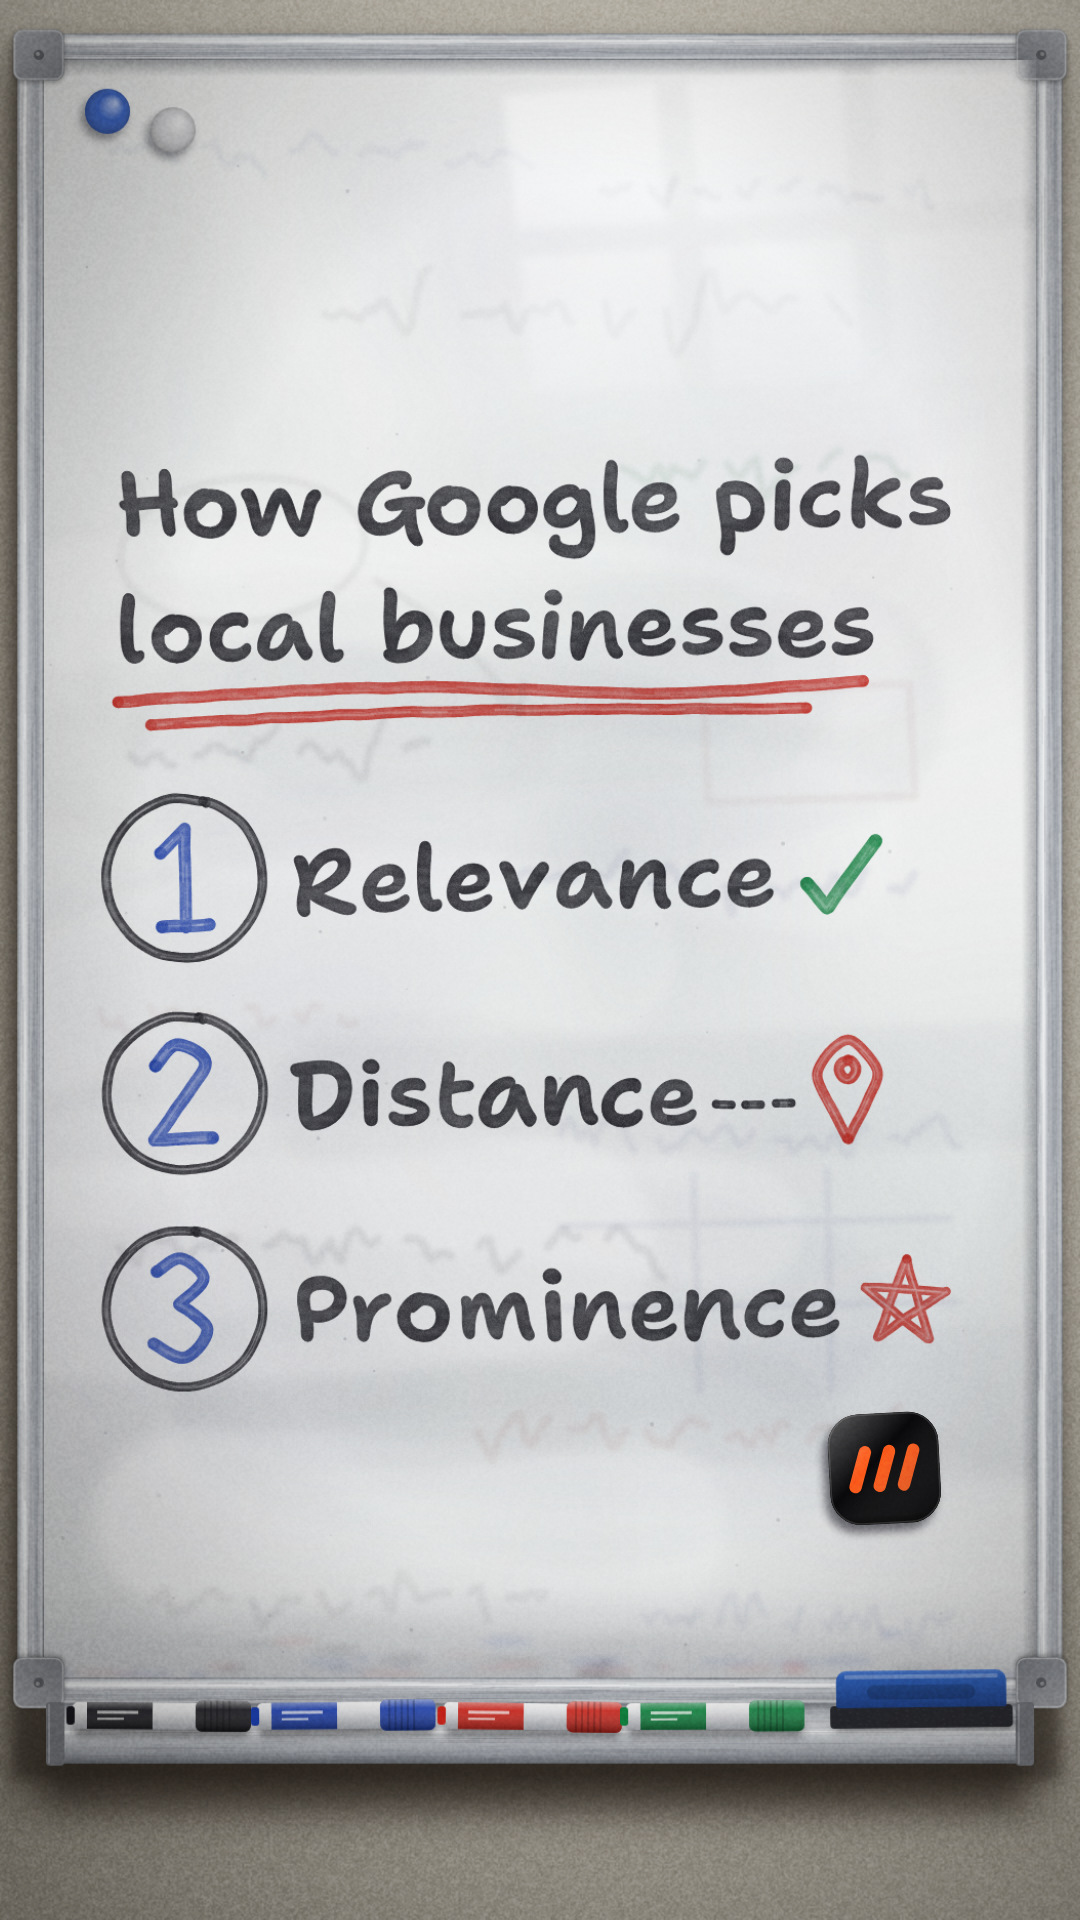 How Google picks
local businesses
1 Relevance
2 Distance---
3 Prominence